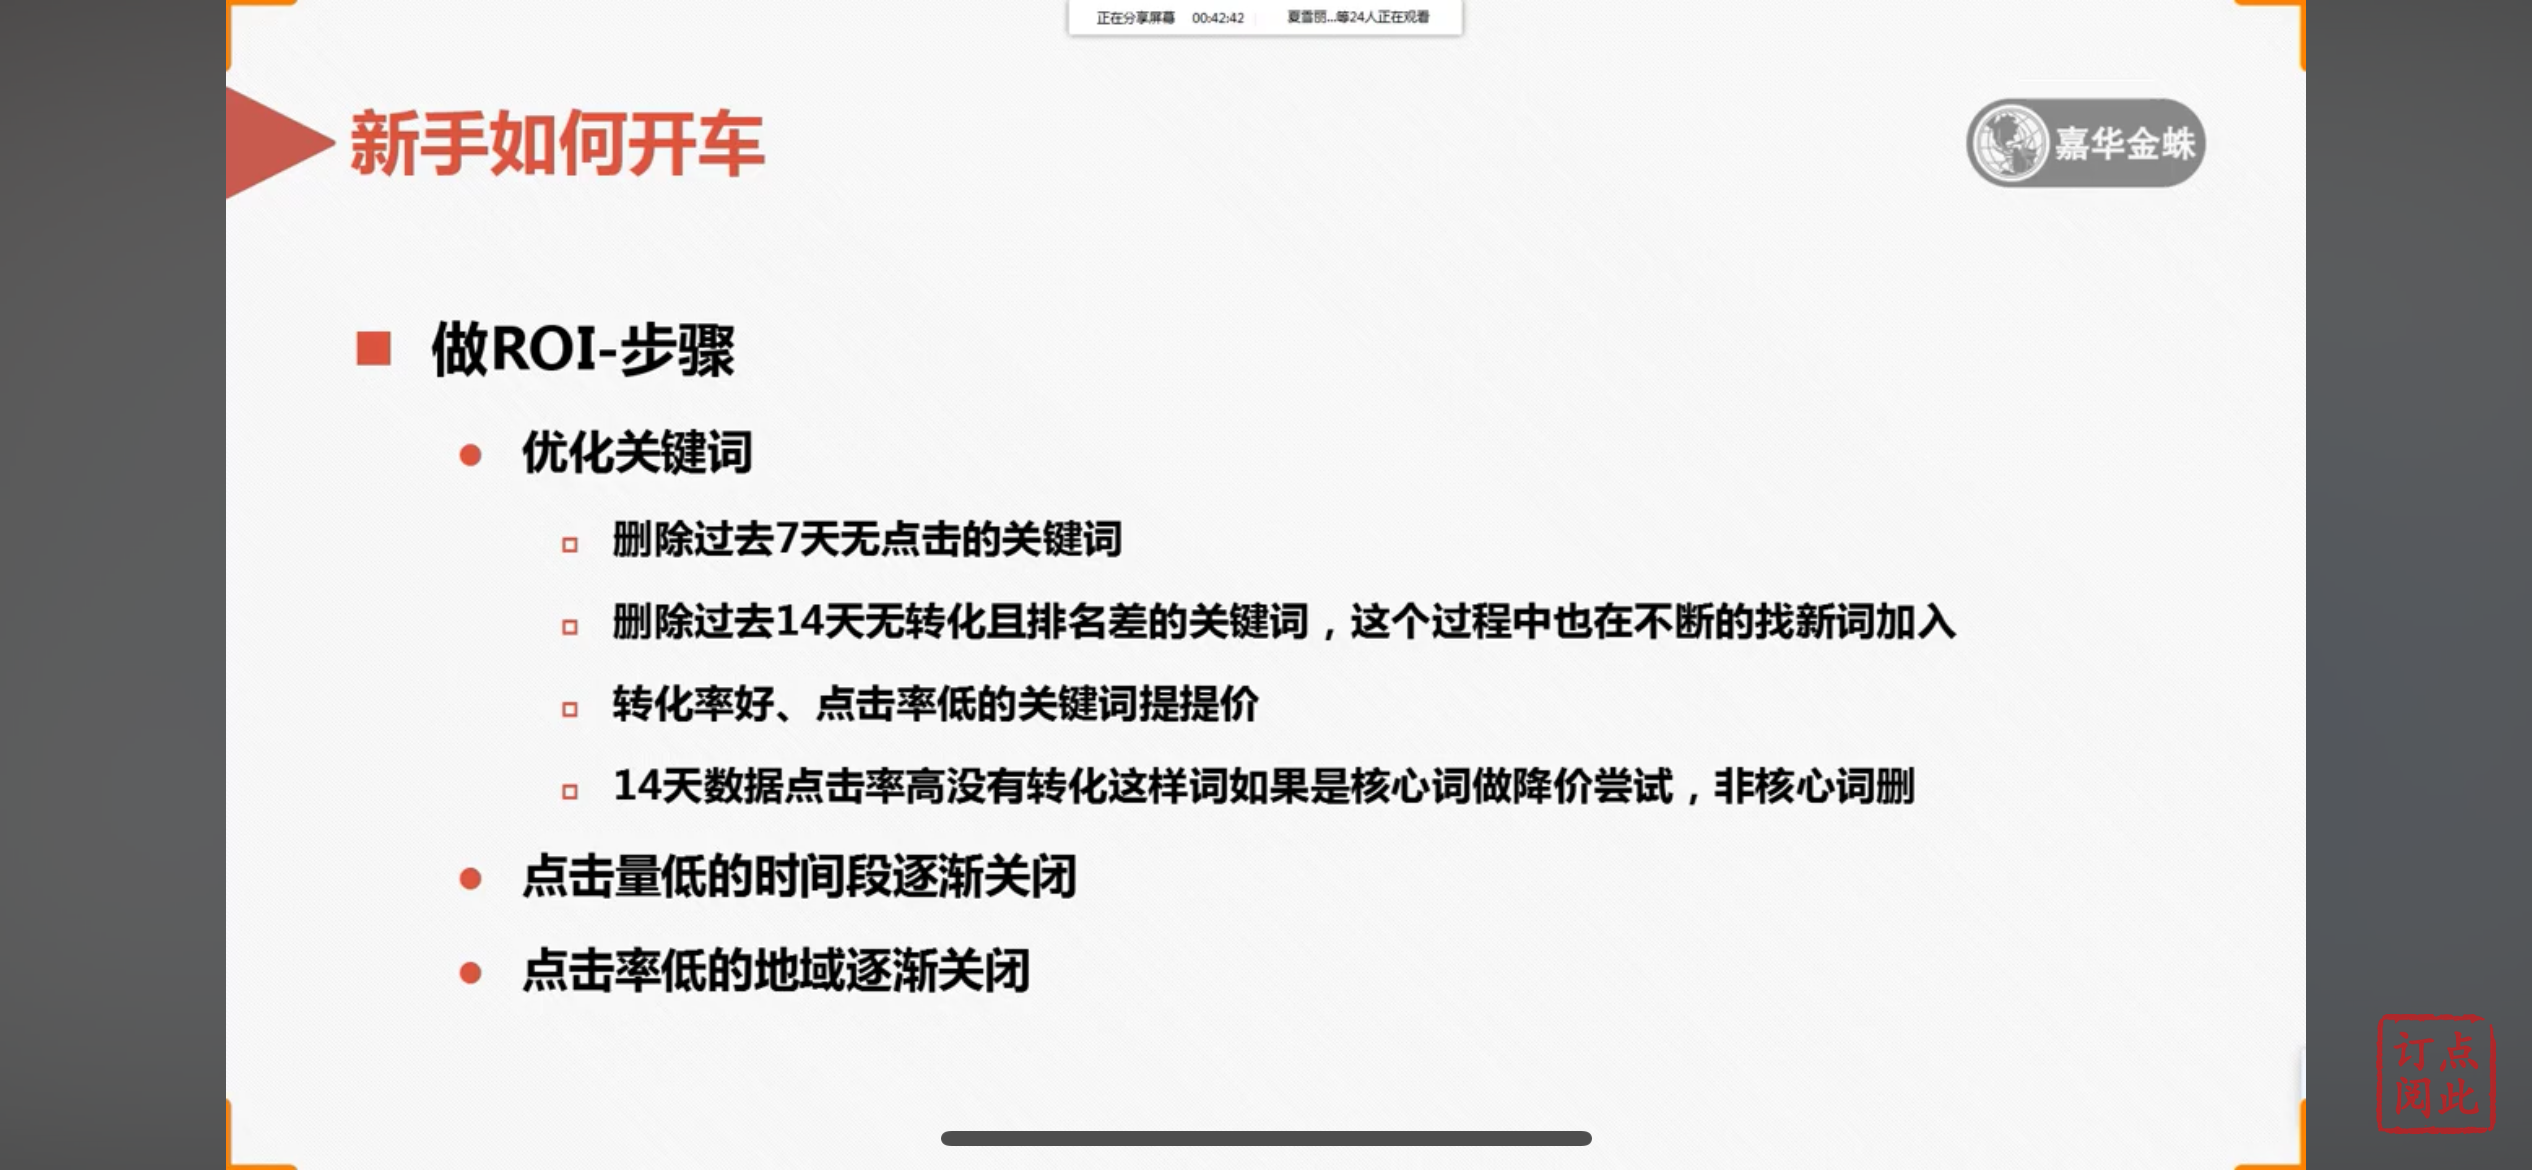 正在分享屏幕 00:42:42 夏雪丽...等24人正在观看
新手如何开车
嘉华金蛛
做ROI-步骤
优化关键词
删除过去7天无点击的关键词
删除过去14天无转化且排名差的关键词，这个过程中也在不断的找新词加入
转化率好、点击率低的关键词提提价
14天数据点击率高没有转化这样词如果是核心词做降价尝试，非核心词删
点击量低的时间段逐渐关闭
点击率低的地域逐渐关闭
点此
订阅